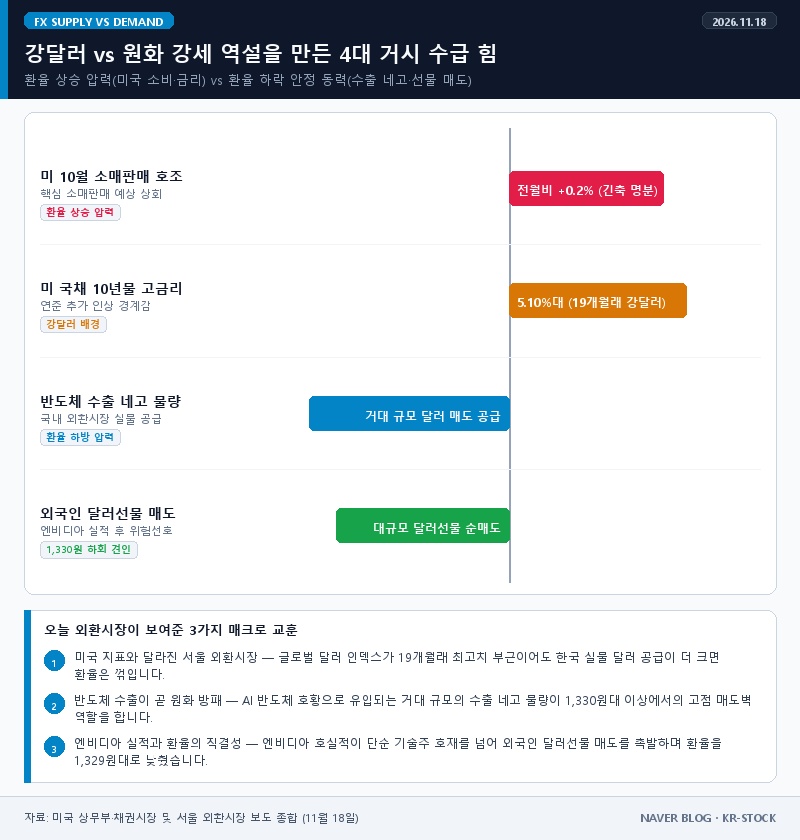 FX SUPPLY VS DEMAND
2026.11.18
강달러 vs 원화 강세 역설을 만든 4대 거시 수급 힘
환율 상승 압력(미국 소비·금리) vs 환율 하락 안정 동력(수출 네고·선물 매도)
미 10월 소매판매 호조
핵심 소매판매 예상 상회
환율 상승 압력
전월비 +0.2% (긴축 명분)
미 국채 10년물 고금리
연준 추가 인상 경계감
강달러 배경
5.10%대 (19개월래 강달러)
반도체 수출 네고 물량
국내 외환시장 실물 공급
환율 하방 압력
거대 규모 달러 매도 공급
외국인 달러선물 매도
엔비디아 실적 후 위험선호
1,330원 하회 견인
대규모 달러선물 순매도
오늘 외환시장이 보여준 3가지 매크로 교훈
1 미국 지표와 달라진 서울 외환시장 — 글로벌 달러 인덱스가 19개월래 최고치 부근이어도 한국 실물 달러 공급이 더 크면
환율은 꺾입니다.
2 반도체 수출이 곧 원화 방패 — AI 반도체 호황으로 유입되는 거대 규모의 수출 네고 물량이 1,330원대 이상에서의 고점 매도벽
역할을 합니다.
3 엔비디아 실적과 환율의 직결성 — 엔비디아 호실적이 단순 기술주 호재를 넘어 외국인 달러선물 매도를 촉발하며 환율을
1,329원대로 낮췄습니다.
자료: 미국 상무부·채권시장 및 서울 외환시장 보도 종합 (11월 18일)
NAVER BLOG · KR-STOCK